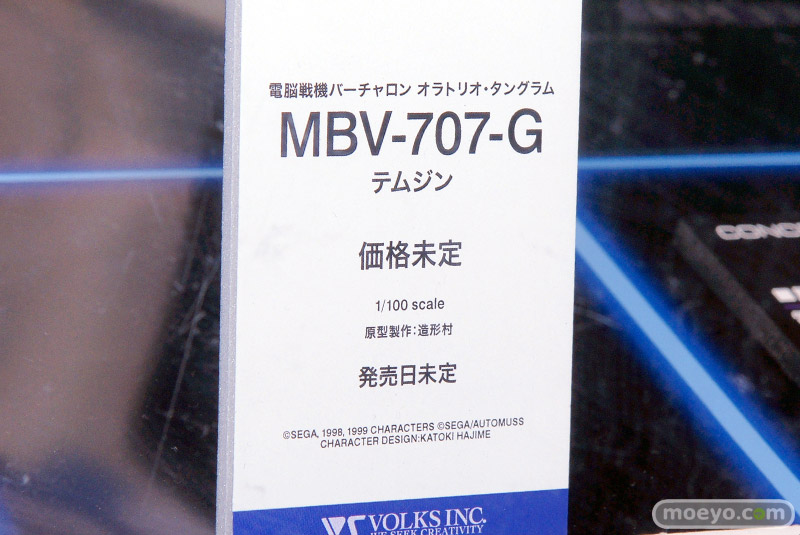 電脳戦機バーチャロン オラトリオ・タングラム
MBV-707-G
テムジン
価格未定
1/100 scale
原型製作:造形村
発売日未定
©SEGA, 1998, 1999 CHARACTERS ©SEGA/AUTOMUSS
CHARACTER DESIGN:KATOKI HAJIME
VOLKS INC.
WE SEEK CREATIVITY
moeyo.com